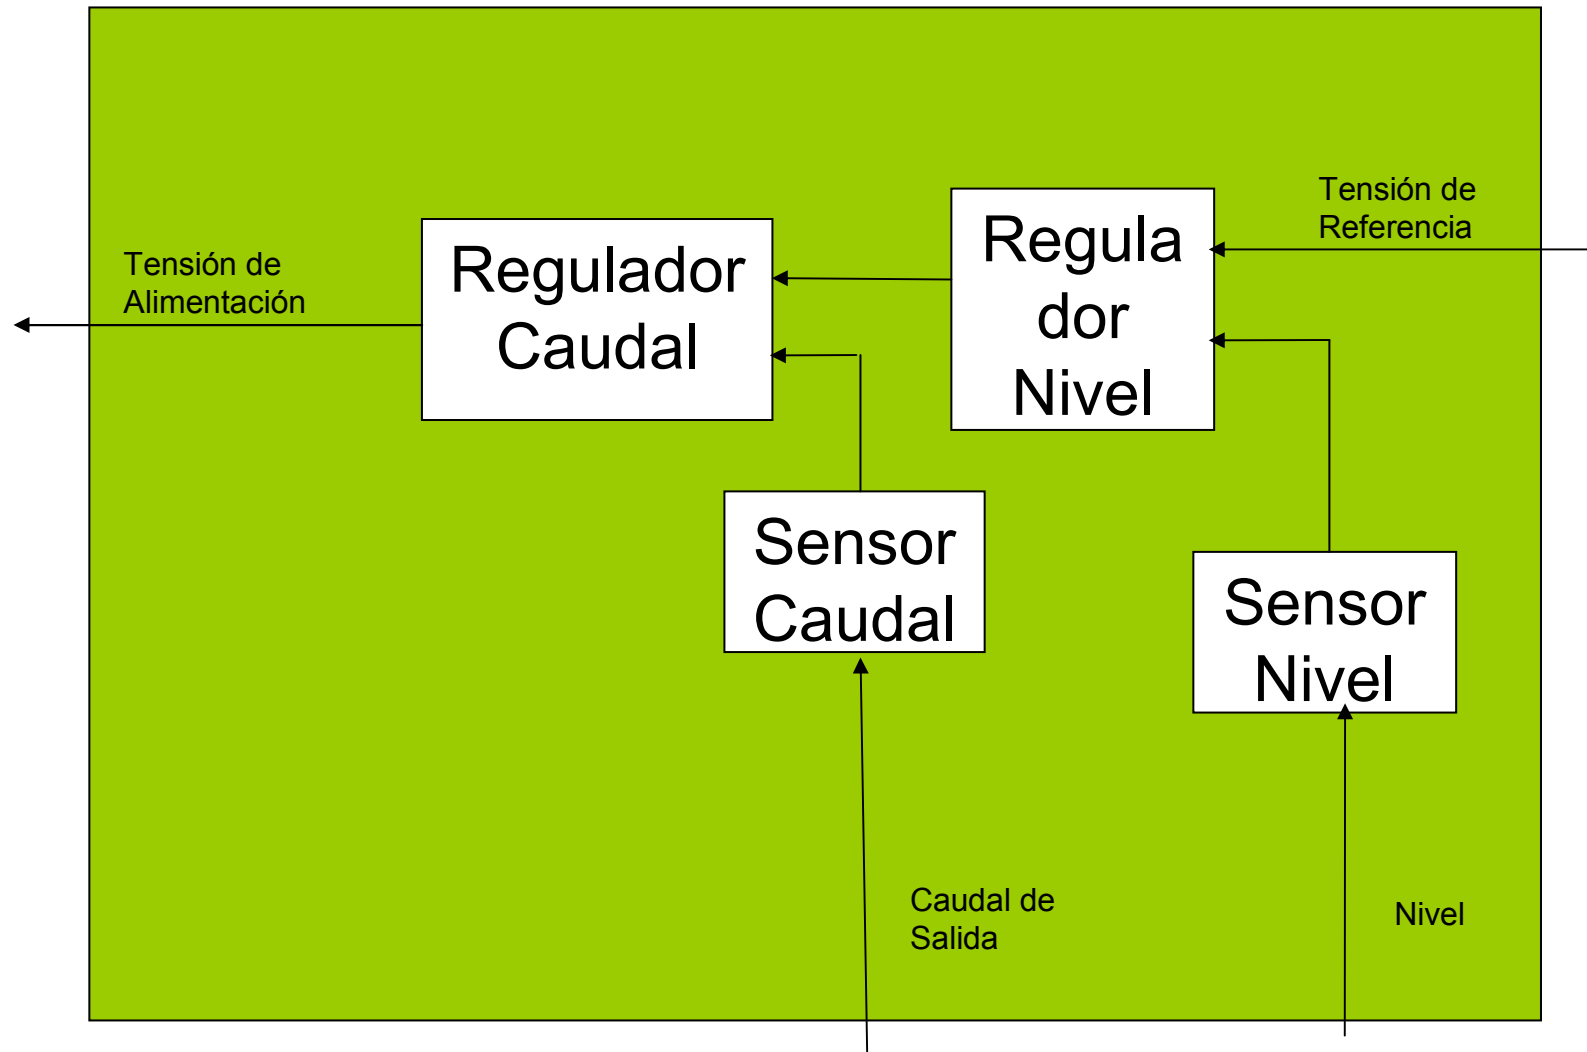 Tensión de
Referencia
Regula
dor
Nivel
Regulador
Caudal
Tensión de
Alimentación
Sensor
Caudal
Sensor
Nivel
Caudal de
Salida
Nivel